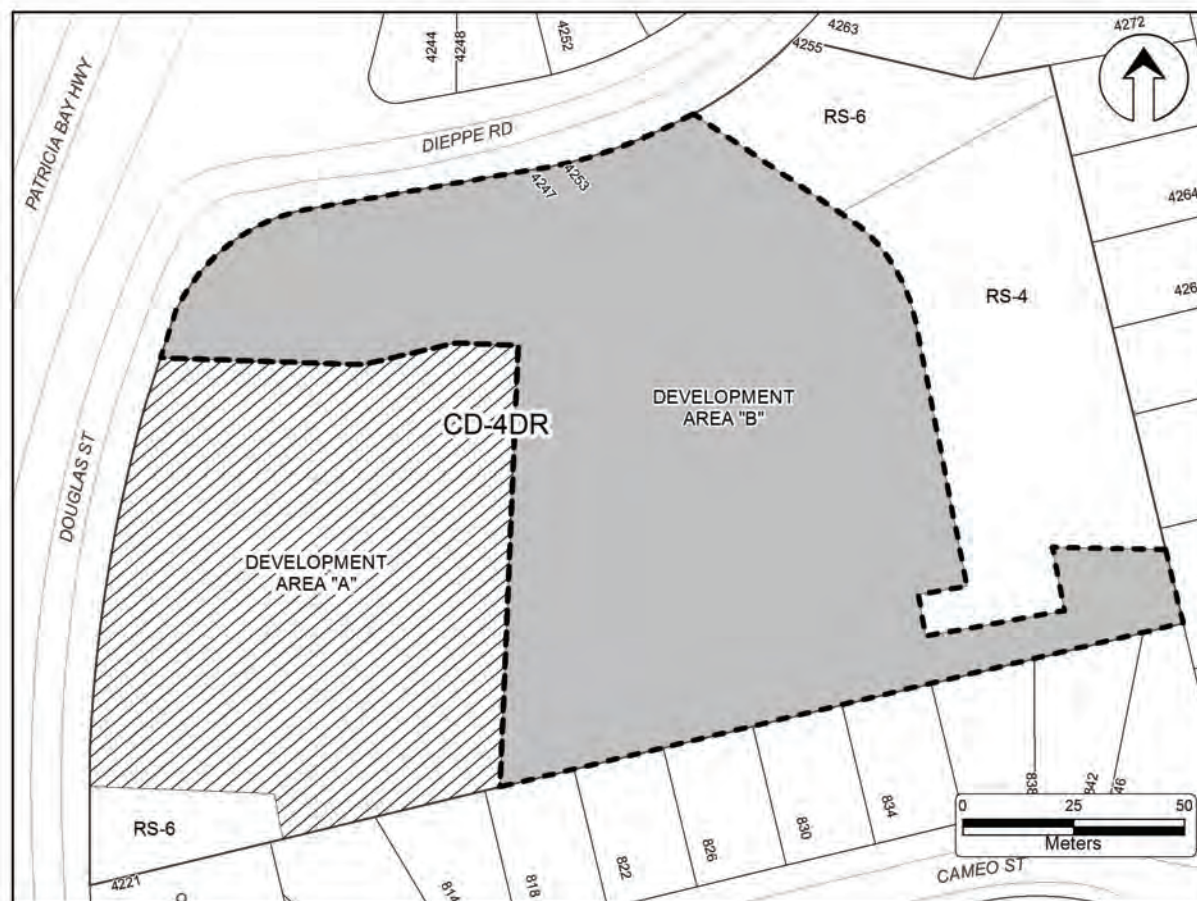 4244
4248
4252
4263
4255
4272
PATRICIA BAY HWY
DIEPPE RD
RS-6
4247
4253
4264
RS-4
DEVELOPMENT
AREA "B"
CD-4DR
DOUGLAS ST
DEVELOPMENT
AREA "A"
RS-6
4221
814
818
822
826
830
834
838
842
0 25 50
Meters
CAMEO ST